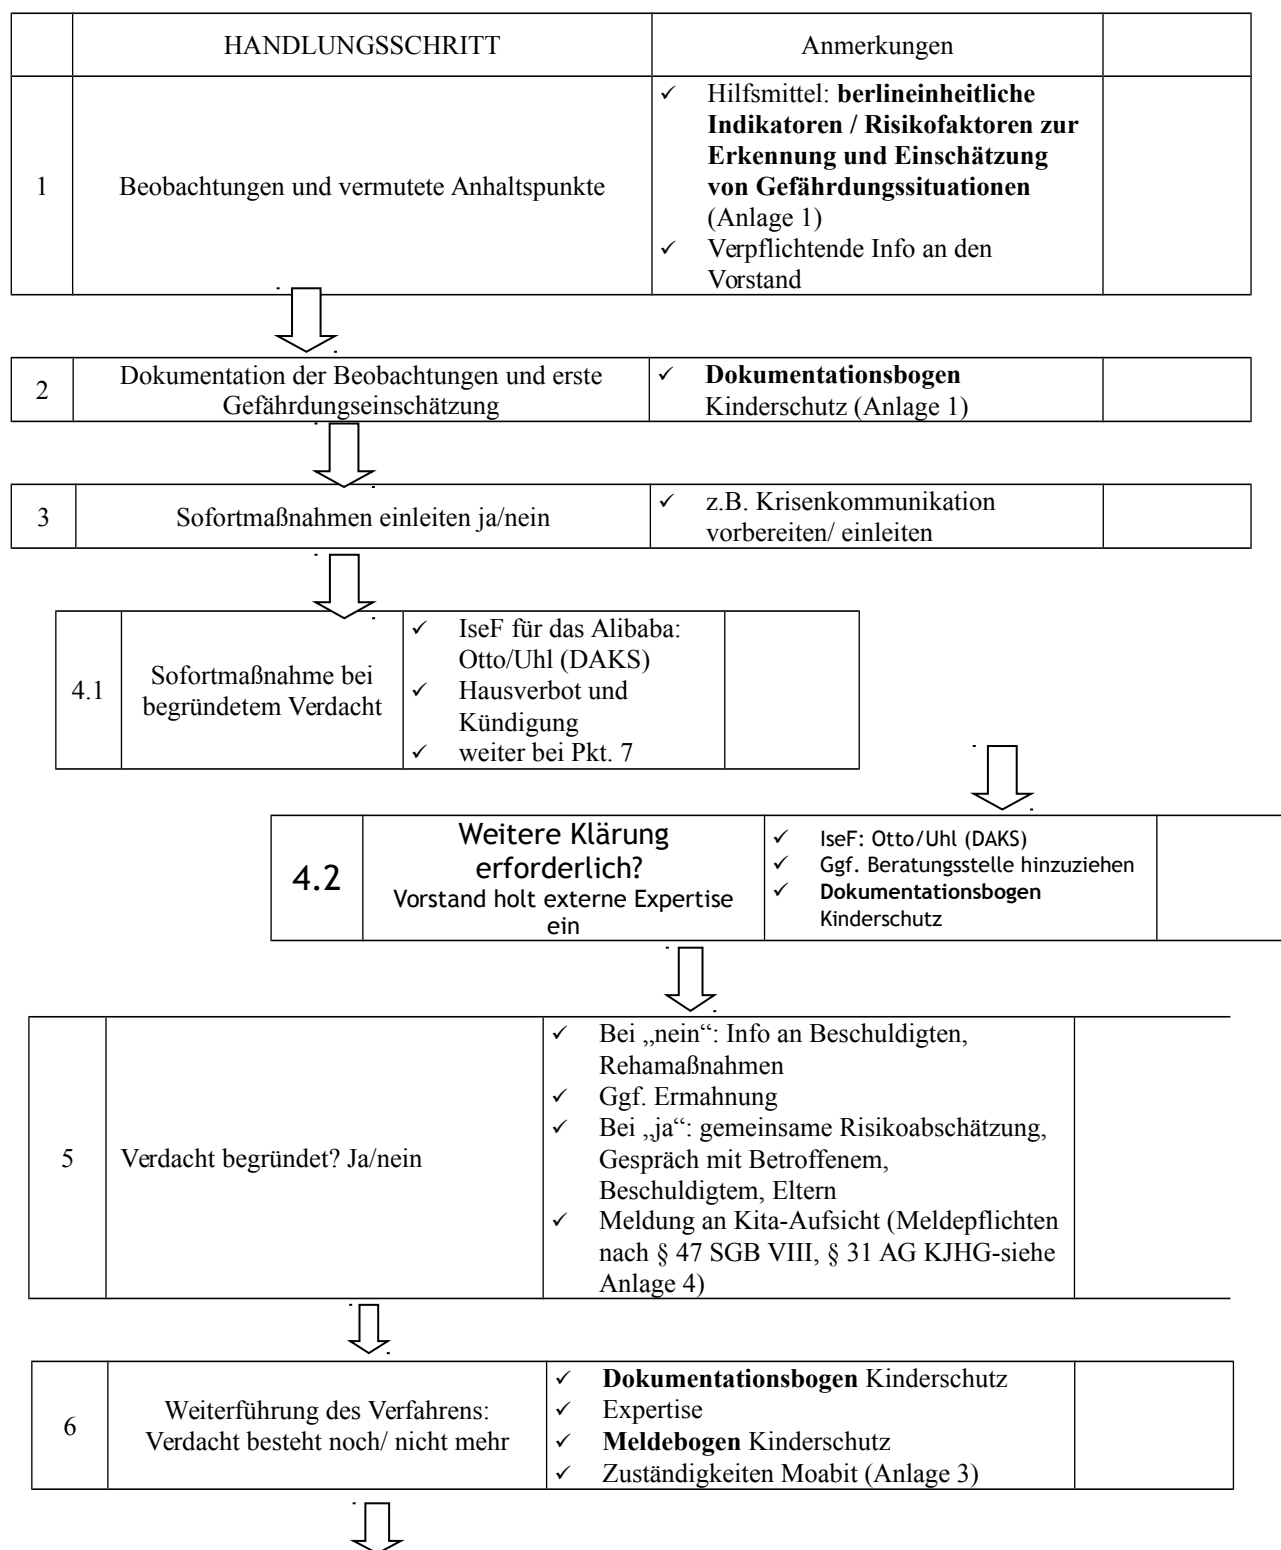 HANDLUNGSSCHRITT
Anmerkungen
1
Beobachtungen und vermutete Anhaltspunkte
✓ Hilfsmittel: berlineinheitliche
Indikatoren / Risikofaktoren zur
Erkennung und Einschätzung
von Gefährdungssituationen
(Anlage 1)
✓ Verpflichtende Info an den
Vorstand
2
Dokumentation der Beobachtungen und erste
Gefährdungseinschätzung
✓ Dokumentationsbogen
Kinderschutz (Anlage 1)
3
Sofortmaßnahmen einleiten ja/nein
✓ z.B. Krisenkommunikation
vorbereiten/ einleiten
4.1
Sofortmaßnahme bei
begründetem Verdacht
✓ IseF für das Alibaba:
Otto/Uhl (DAKS)
✓ Hausverbot und
Kündigung
✓ weiter bei Pkt. 7
4.2
Weitere Klärung
erforderlich?
Vorstand holt externe Expertise
ein
✓ IseF: Otto/Uhl (DAKS)
✓ Ggf. Beratungsstelle hinzuziehen
✓ Dokumentationsbogen
Kinderschutz
5
Verdacht begründet? Ja/nein
✓ Bei „nein“: Info an Beschuldigten,
Rehamaßnahmen
✓ Ggf. Ermahnung
✓ Bei „ja“: gemeinsame Risikoabschätzung,
Gespräch mit Betroffenem,
Beschuldigtem, Eltern
✓ Meldung an Kita-Aufsicht (Meldepflichten
nach § 47 SGB VIII, § 31 AG KJHG-siehe
Anlage 4)
6
Weiterführung des Verfahrens:
Verdacht besteht noch/ nicht mehr
✓ Dokumentationsbogen Kinderschutz
✓ Expertise
✓ Meldebogen Kinderschutz
✓ Zuständigkeiten Moabit (Anlage 3)